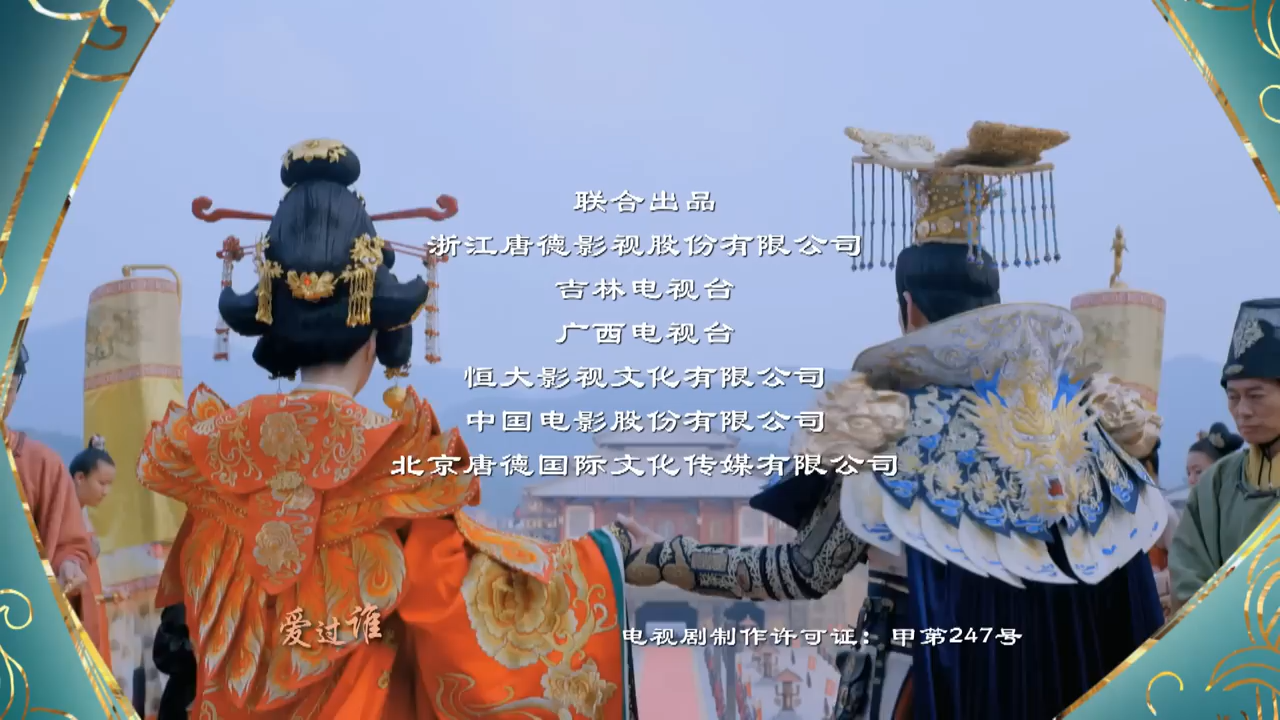 联合出品
浙江唐德影视股份有限公司
吉林电视台
广西电视台
恒大影视文化有限公司
中国电影股份有限公司
北京唐德国际文化传媒有限公司
爱过谁
电视剧制作许可证：甲第247号